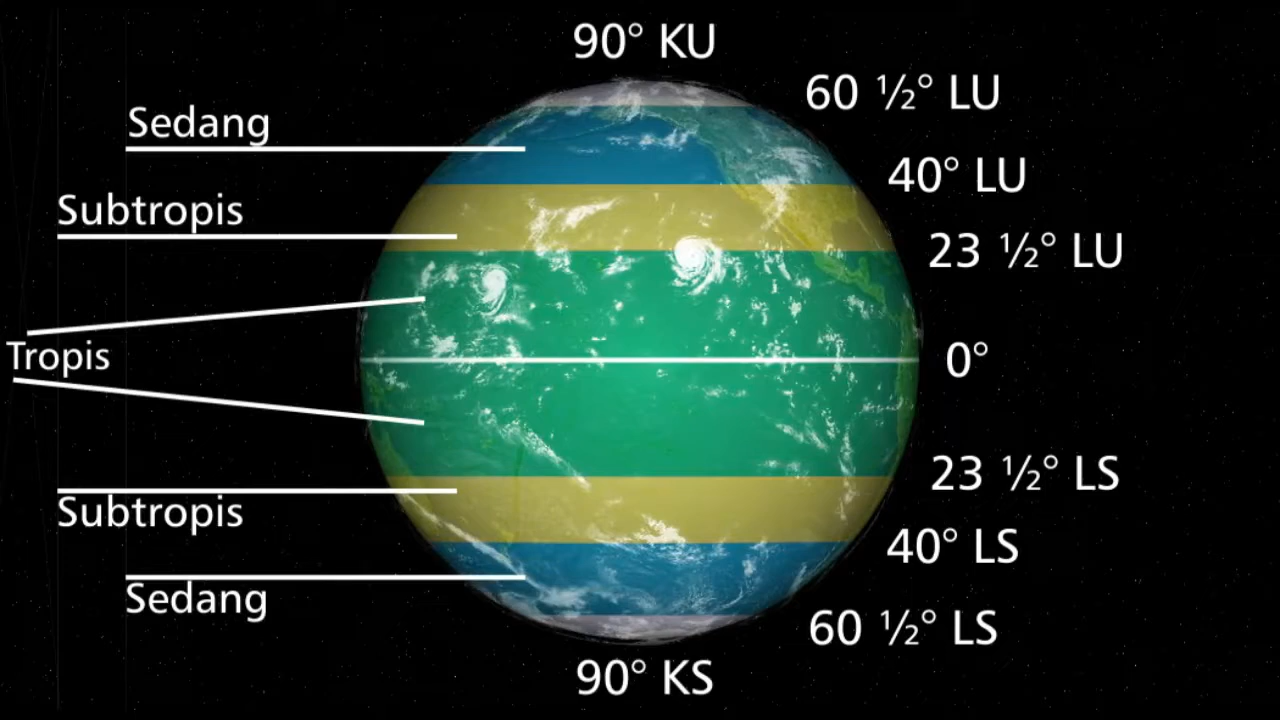 90° KU
60 ½° LU
Sedang
40° LU
Subtropis
23 ½° LU
Tropis
0°
23 ½° LS
Subtropis
40° LS
Sedang
60 ½° LS
90° KS